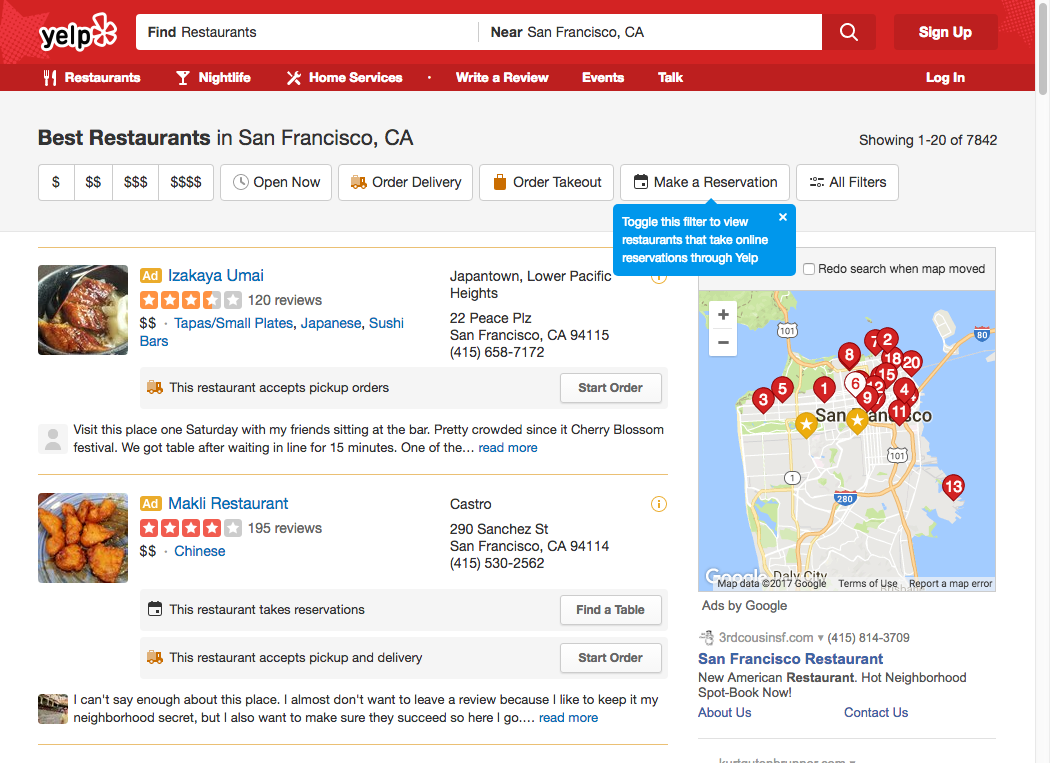 yelp
Find Restaurants
Near San Francisco, CA
Sign Up
Restaurants
Nightlife
Home Services
Write a Review
Events
Talk
Log In
Best Restaurants in San Francisco, CA
Showing 1-20 of 7842
$
$$
$$$
$$$$
Open Now
Order Delivery
Order Takeout
Make a Reservation
All Filters
Toggle this filter to view
restaurants that take online
reservations through Yelp
Ad Izakaya Umai
120 reviews
$$ · Tapas/Small Plates, Japanese, Sushi
Bars
Japantown, Lower Pacific
Heights
22 Peace Plz
San Francisco, CA 94115
(415) 658-7172
This restaurant accepts pickup orders
Start Order
Visit this place one Saturday with my friends sitting at the bar. Pretty crowded since it Cherry Blossom
festival. We got table after waiting in line for 15 minutes. One of the… read more
Ad Makli Restaurant
195 reviews
$$ · Chinese
Castro
290 Sanchez St
San Francisco, CA 94114
(415) 530-2562
This restaurant takes reservations
Find a Table
This restaurant accepts pickup and delivery
Start Order
I can't say enough about this place. I almost don't want to leave a review because I like to keep it my
neighborhood secret, but I also want to make sure they succeed so here I go.… read more
Redo search when map moved
+
−
101
80
7
2
8
18
20
15
5
1
6
12
4
3
9
11
San Francisco
101
1
280
13
Google
Daly City
Map data ©2017 Google
Terms of Use
Report a map error
Ads by Google
3rdcousinsf.com (415) 814-3709
San Francisco Restaurant
New American Restaurant. Hot Neighborhood
Spot-Book Now!
About Us
Contact Us